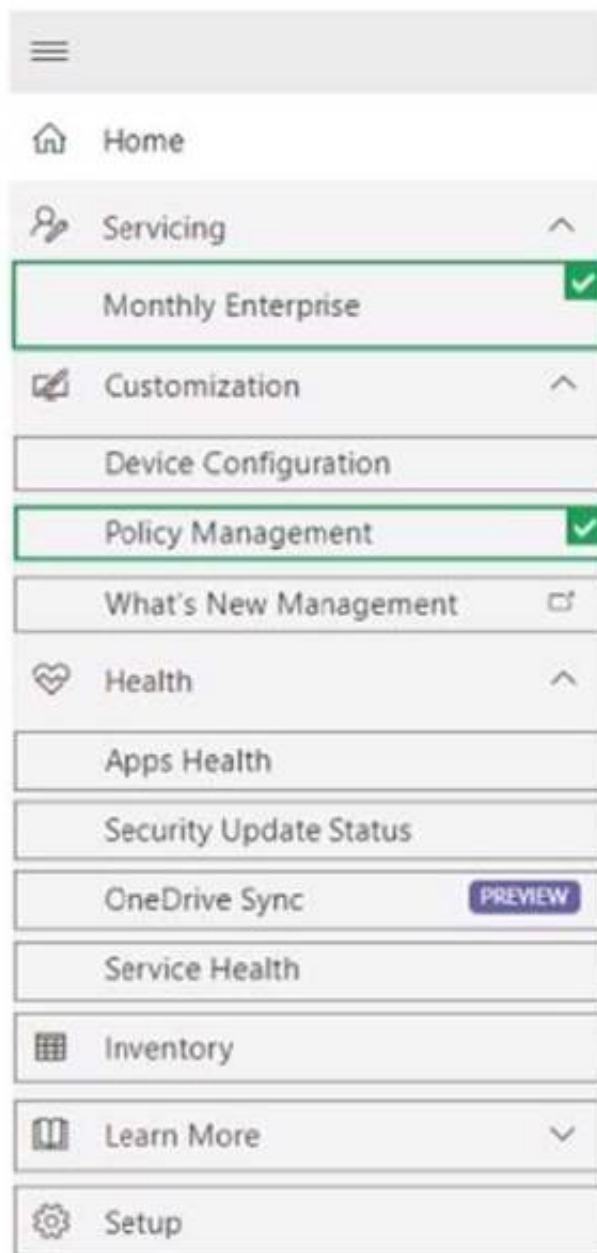 Home
Servicing
Monthly Enterprise
Customization
Device Configuration
Policy Management
What's New Management
Health
Apps Health
Security Update Status
OneDrive Sync PREVIEW
Service Health
Inventory
Learn More
Setup